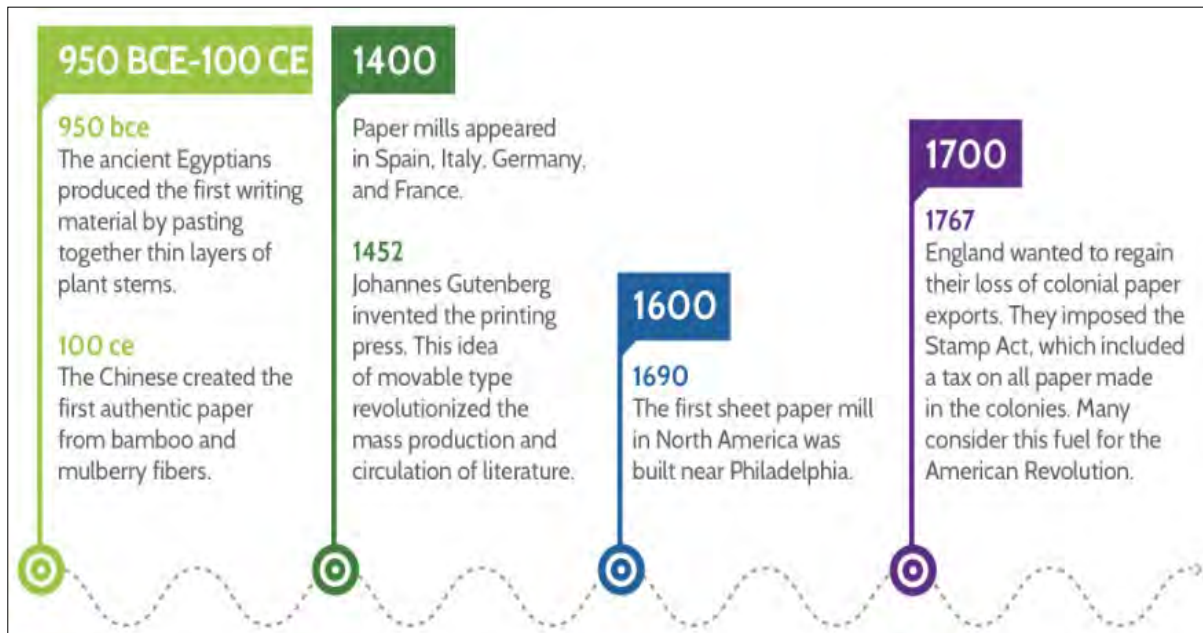 950 BCE-100 CE
950 bce
The ancient Egyptians
produced the first writing
material by pasting
together thin layers of
plant stems.
100 ce
The Chinese created the
first authentic paper
from bamboo and
mulberry fibers.
1400
Paper mills appeared
in Spain, Italy, Germany,
and France.
1452
Johannes Gutenberg
invented the printing
press. This idea
of movable type
revolutionized the
mass production and
circulation of literature.
1600
1690
The first sheet paper mill
in North America was
built near Philadelphia.
1700
1767
England wanted to regain
their loss of colonial paper
exports. They imposed the
Stamp Act, which included
a tax on all paper made
in the colonies. Many
consider this fuel for the
American Revolution.